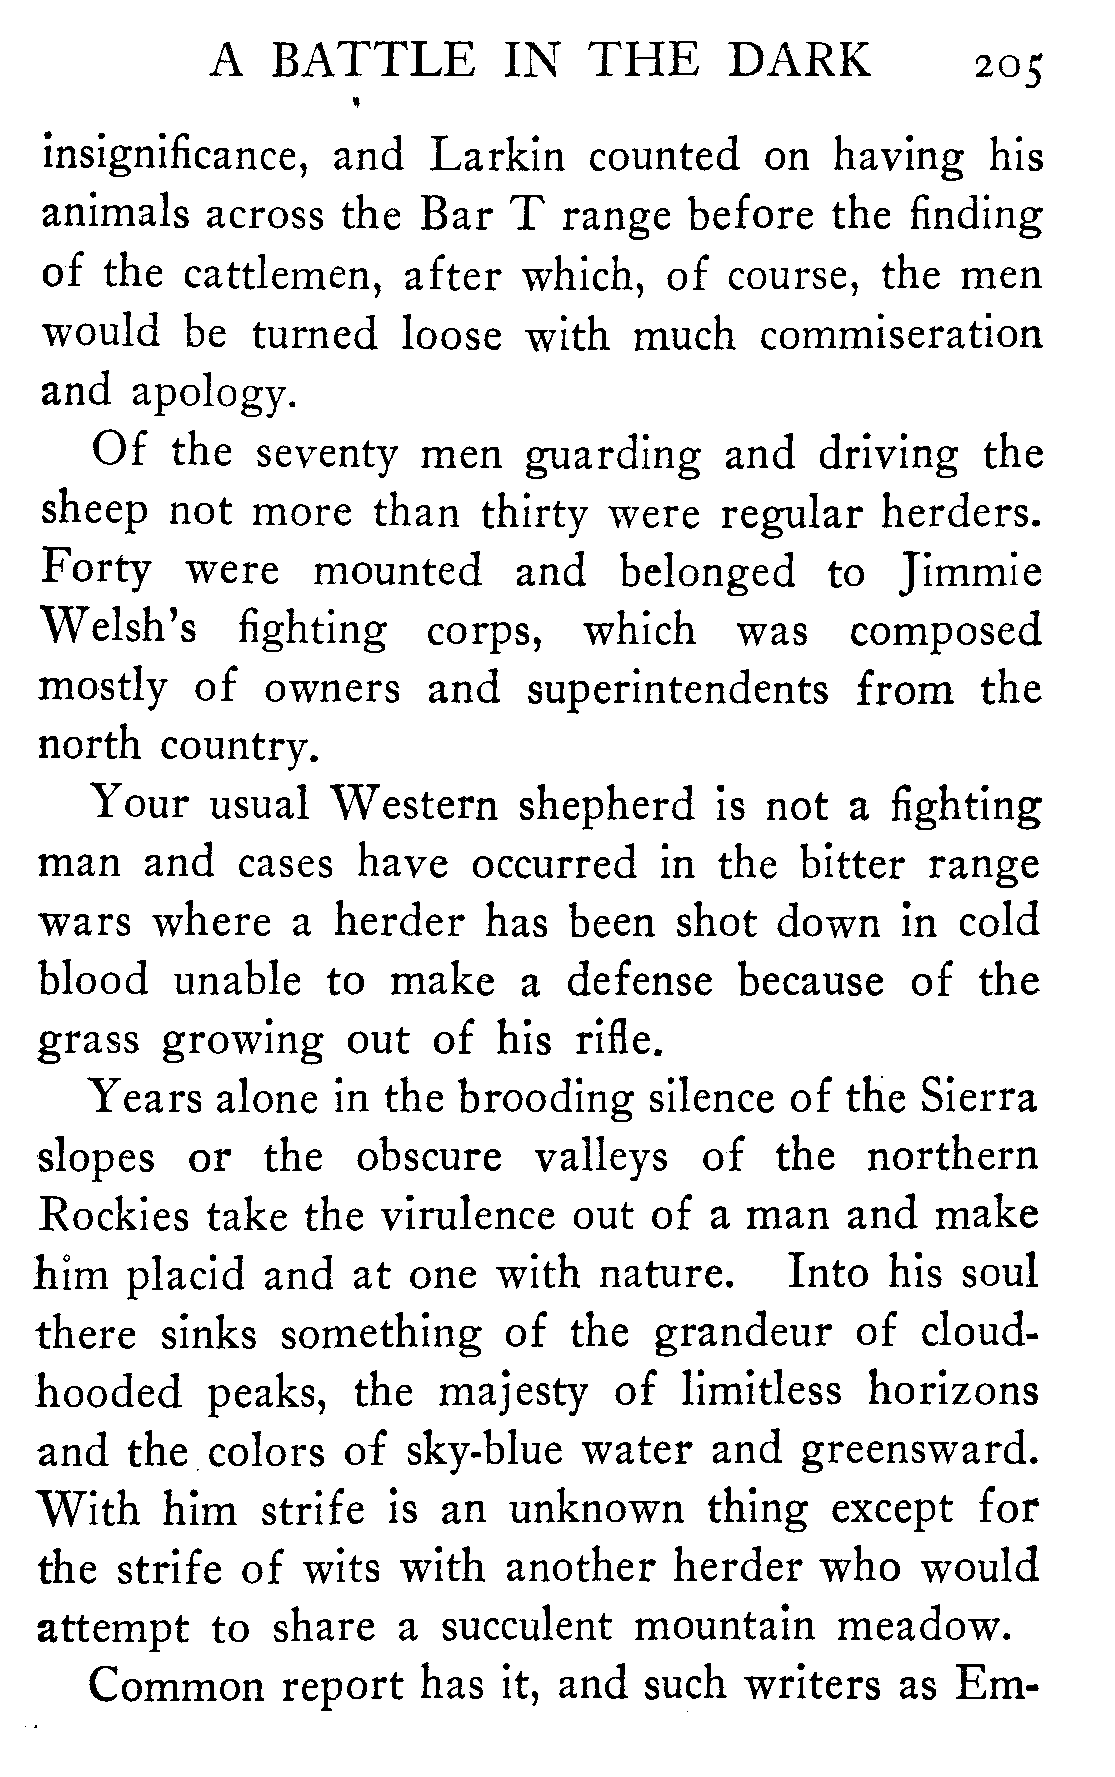 A BATTLE IN THE DARK 205
insignificance, and Larkin counted on having his
animals across the Bar T range before the finding
of the cattlemen, after which, of course, the men
would be turned loose with much commiseration
and apology.
Of the seventy men guarding and driving the
sheep not more than thirty were regular herders.
Forty were mounted and belonged to Jimmie
Welsh's fighting corps, which was composed
mostly of owners and superintendents from the
north country.
Your usual Western shepherd is not a fighting
man and cases have occurred in the bitter range
wars where a herder has been shot down in cold
blood unable to make a defense because of the
grass growing out of his rifle.
Years alone in the brooding silence of the Sierra
slopes or the obscure valleys of the northern
Rockies take the virulence out of a man and make
him placid and at one with nature. Into his soul
there sinks something of the grandeur of cloud-
hooded peaks, the majesty of limitless horizons
and the colors of sky-blue water and greensward.
With him strife is an unknown thing except for
the strife of wits with another herder who would
attempt to share a succulent mountain meadow.
Common report has it, and such writers as Em-